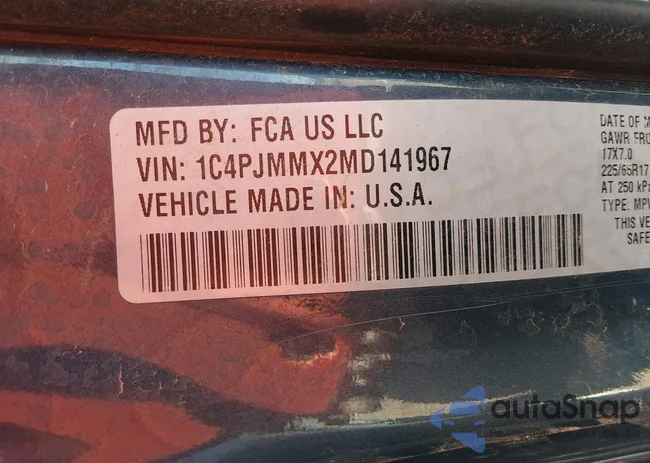 MFD BY: FCA US LLC
VIN: 1C4PJMMX2MD141967
VEHICLE MADE IN: U.S.A.
DATE OF M
GAWR FRO
17X7.0
225/65R17
AT 250 kPa
TYPE: MPV
THIS VE
SAFE
autoSnap